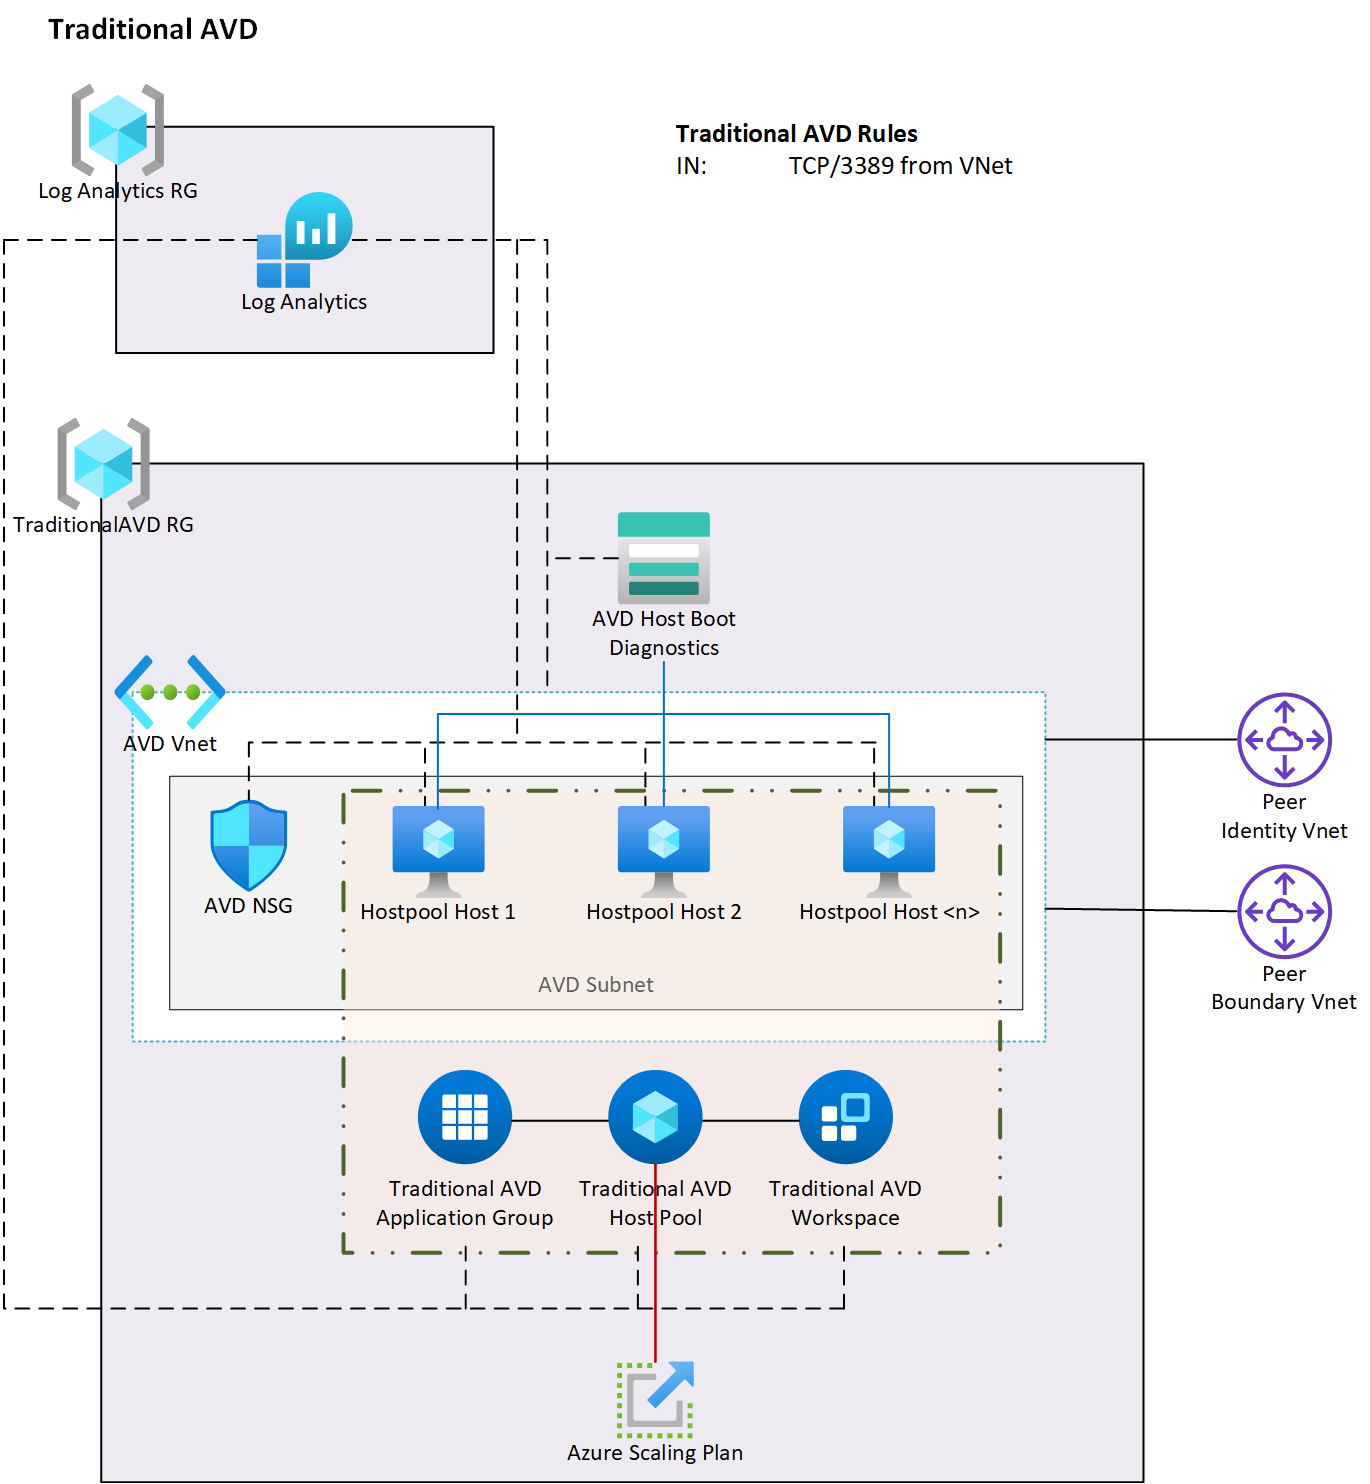 Traditional AVD
Traditional AVD Rules
IN: TCP/3389 from VNet
Log Analytics RG
Log Analytics
TraditionalAVD RG
AVD Host Boot
Diagnostics
AVD Vnet
Peer
Identity Vnet
AVD NSG
Hostpool Host 1
Hostpool Host 2
Hostpool Host <n>
AVD Subnet
Peer
Boundary Vnet
Traditional AVD
Application Group
Traditional AVD
Host Pool
Traditional AVD
Workspace
Azure Scaling Plan